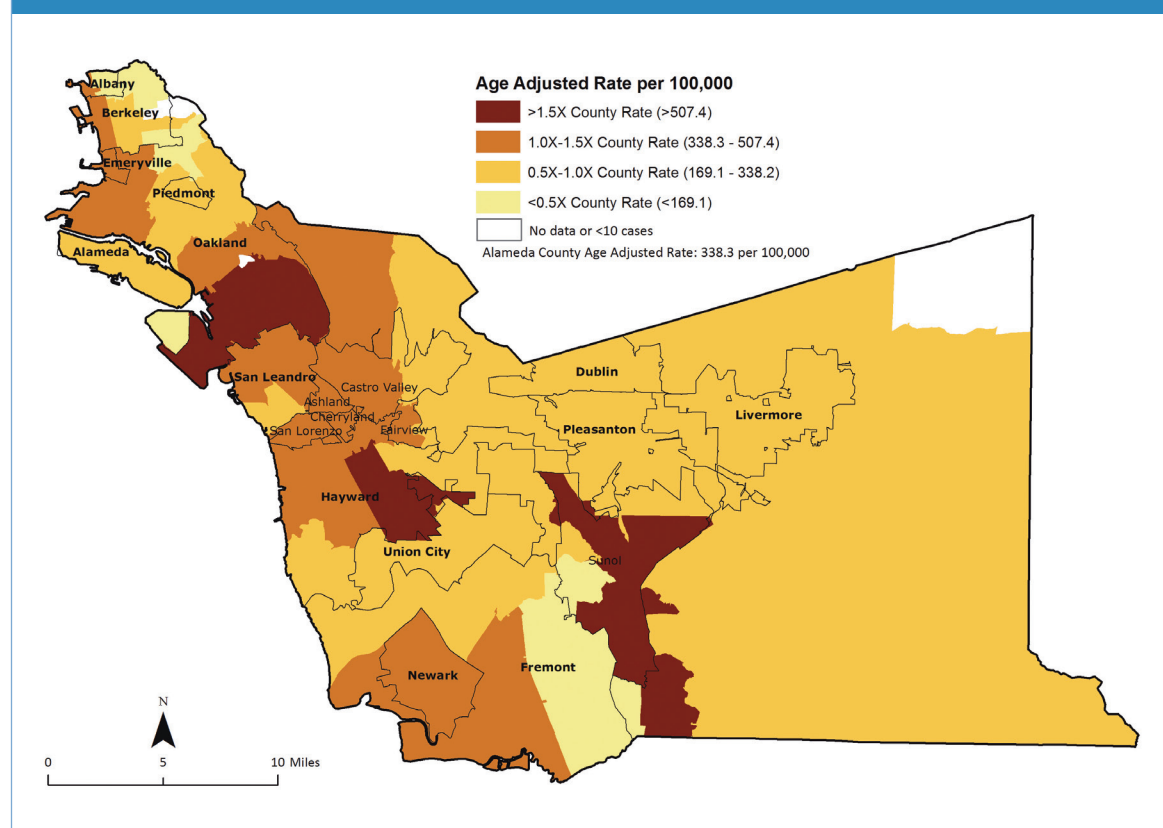 Age Adjusted Rate per 100,000
>1.5X County Rate (>507.4)
1.0X-1.5X County Rate (338.3 - 507.4)
0.5X-1.0X County Rate (169.1 - 338.2)
<0.5X County Rate (<169.1)
No data or <10 cases
Alameda County Age Adjusted Rate: 338.3 per 100,000
Albany
Berkeley
Emeryville
Piedmont
Oakland
Alameda
San Leandro
Castro Valley
Ashland
Cherryland
San Lorenzo
Fairview
Dublin
Livermore
Pleasanton
Hayward
Union City
Sunol
Fremont
Newark
N
0 5 10 Miles